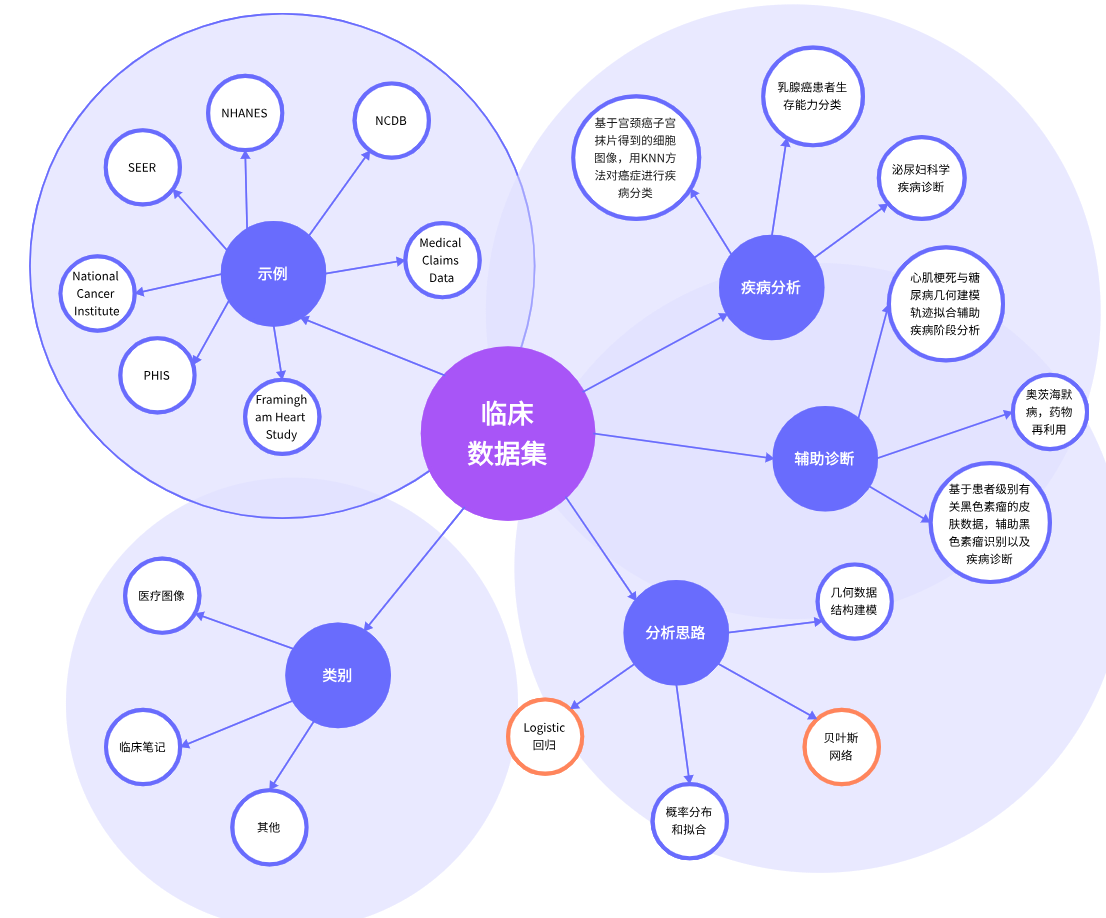 临床
数据集
示例
NHANES
NCDB
SEER
Medical
Claims
Data
National
Cancer
Institute
PHIS
Framingh
am Heart
Study
疾病分析
基于宫颈癌子宫
抹片得到的细胞
图像，用KNN方
法对癌症进行疾
病分类
乳腺癌患者生
存能力分类
泌尿妇科学
疾病诊断
辅助诊断
心肌梗死与糖
尿病几何建模
轨迹拟合辅助
疾病阶段分析
奥茨海默
病，药物
再利用
基于患者级别有
关黑色素瘤的皮
肤数据，辅助黑
色素瘤识别以及
疾病诊断
分析思路
几何数据
结构建模
Logistic
回归
贝叶斯
网络
概率分布
和拟合
类别
医疗图像
临床笔记
其他